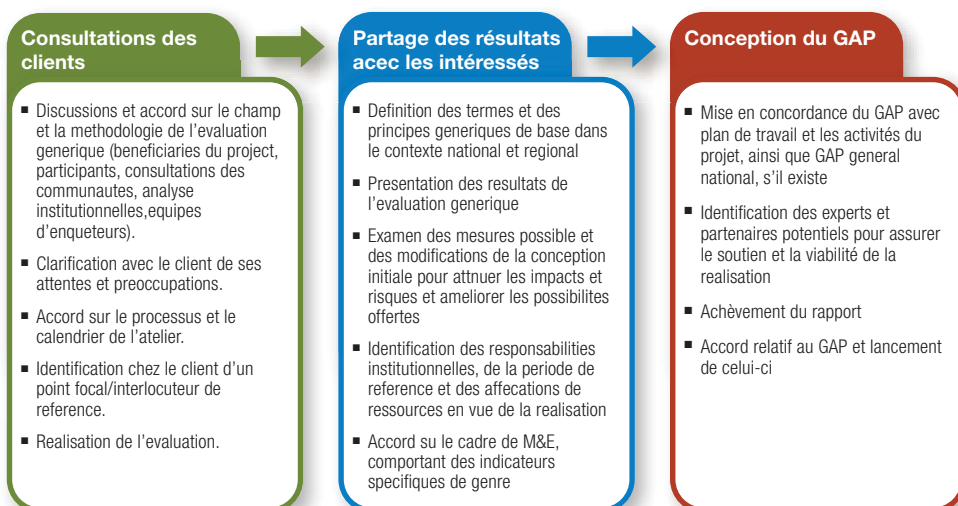 Consultations des
clients
■ Discussions et accord sur le champ
et la methodologie de l'evaluation
generique (beneficiaries du project,
participants, consultations des
communautes, analyse
institutionnelles,equipes
d'enqueteurs).
■ Clarification avec le client de ses
attentes et preoccupations.
■ Accord sur le processus et le
calendrier de l'atelier.
■ Identification chez le client d'un
point focal/interlocuteur de
reference.
■ Realisation de l'evaluation.
Partage des résultats
acec les intéressés
■ Definition des termes et des
principes generiques de base dans
le contexte national et regional
■ Presentation des resultats de
l'evaluation generique
■ Examen des mesures possible et
des modifications de la conception
initiale pour attnuer les impacts et
risques et ameliorer les possibilites
offertes
■ Identification des responsabilities
institutionnelles, de la periode de
reference et des affecations de
ressources en vue de la realisation
■ Accord su le cadre de M&E,
comportant des indicateurs
specifiques de genre
Conception du GAP
■ Mise en concordance du GAP avec
plan de travail et les activités du
projet, ainsi que GAP general
national, s'il existe
■ Identification des experts et
partenaires potentiels pour assurer
le soutien et la viabilité de la
realisation
■ Achèvement du rapport
■ Accord relatif au GAP et lancement
de celui-ci